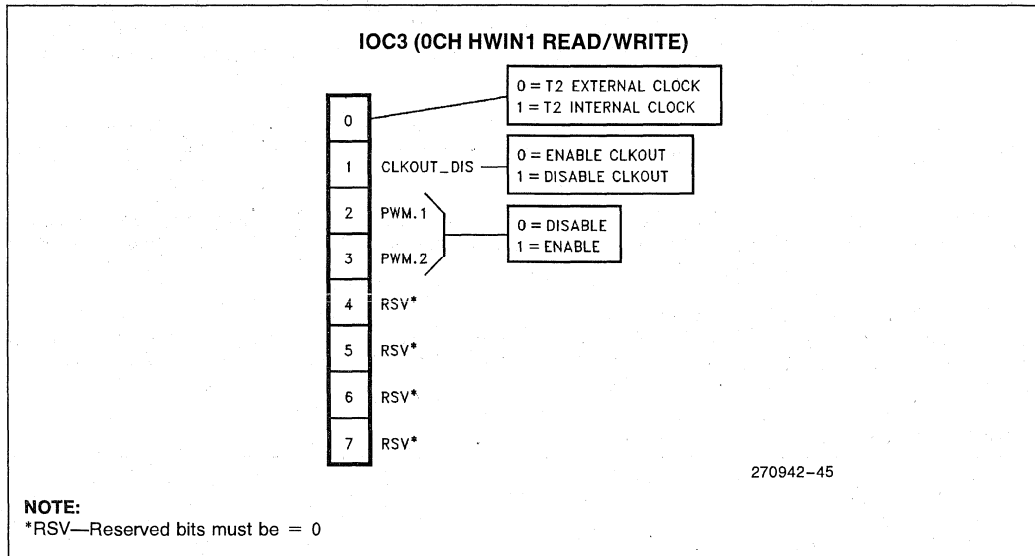 IOC3 (0CH HWIN1 READ/WRITE)
0 = T2 EXTERNAL CLOCK
1 = T2 INTERNAL CLOCK
0
1 CLKOUT_DIS
0 = ENABLE CLKOUT
1 = DISABLE CLKOUT
2 PWM.1
3 PWM.2
0 = DISABLE
1 = ENABLE
4 RSV*
5 RSV*
6 RSV*
7 RSV*
270942-45
NOTE:
*RSV—Reserved bits must be = 0